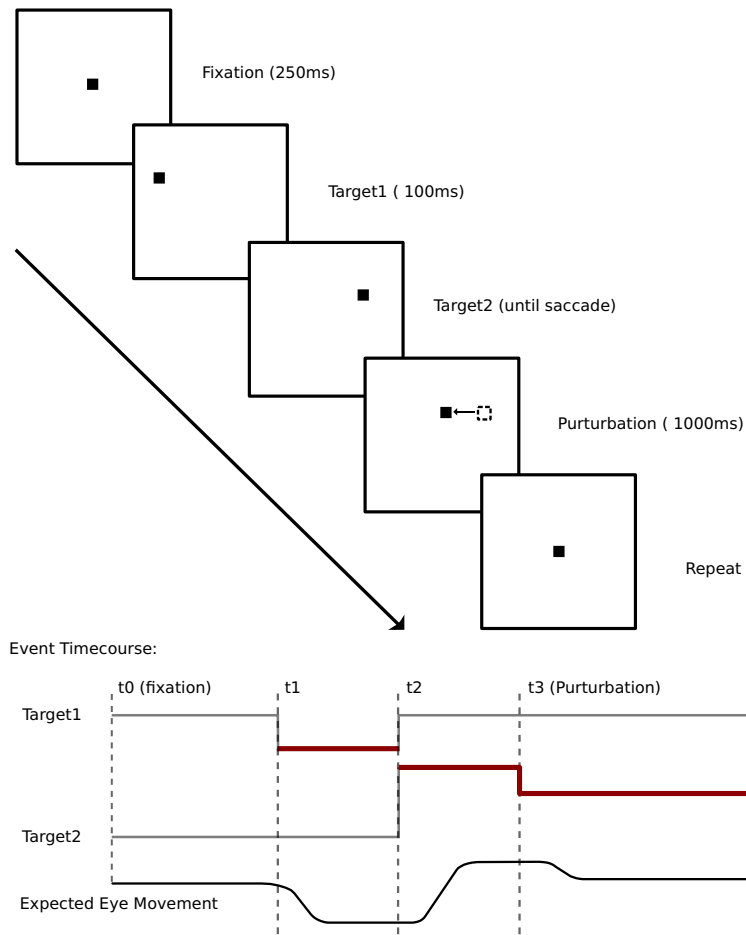 Fixation (250ms)
Target1 ( 100ms)
Target2 (until saccade)
Purturbation ( 1000ms)
Repeat
Event Timecourse:
t0 (fixation) t1 t2 t3 (Purturbation)
Target1
Target2
Expected Eye Movement